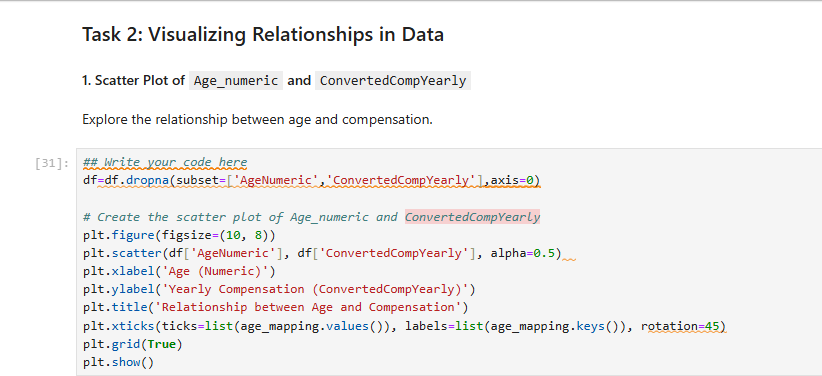 Task 2: Visualizing Relationships in Data
1. Scatter Plot of Age_numeric and ConvertedCompYearly
Explore the relationship between age and compensation.
[31]:
## Write your code here
df=df.dropna(subset=['AgeNumeric','ConvertedCompYearly'],axis=0)
# Create the scatter plot of Age_numeric and ConvertedCompYearly
plt.figure(figsize=(10, 8))
plt.scatter(df['AgeNumeric'], df['ConvertedCompYearly'], alpha=0.5)
plt.xlabel('Age (Numeric)')
plt.ylabel('Yearly Compensation (ConvertedCompYearly)')
plt.title('Relationship between Age and Compensation')
plt.xticks(ticks=list(age_mapping.values()), labels=list(age_mapping.keys()), rotation=45)
plt.grid(True)
plt.show()